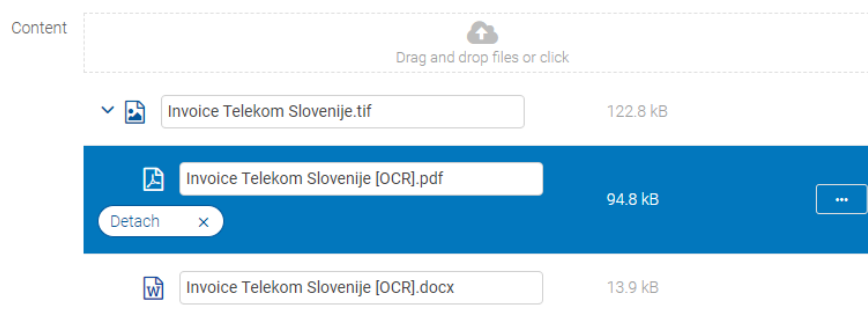 Content
Drag and drop files or click
Invoice Telekom Slovenije.tif 122.8 kB
Invoice Telekom Slovenije [OCR].pdf 94.8 kB
Detach ×
Invoice Telekom Slovenije [OCR].docx 13.9 kB